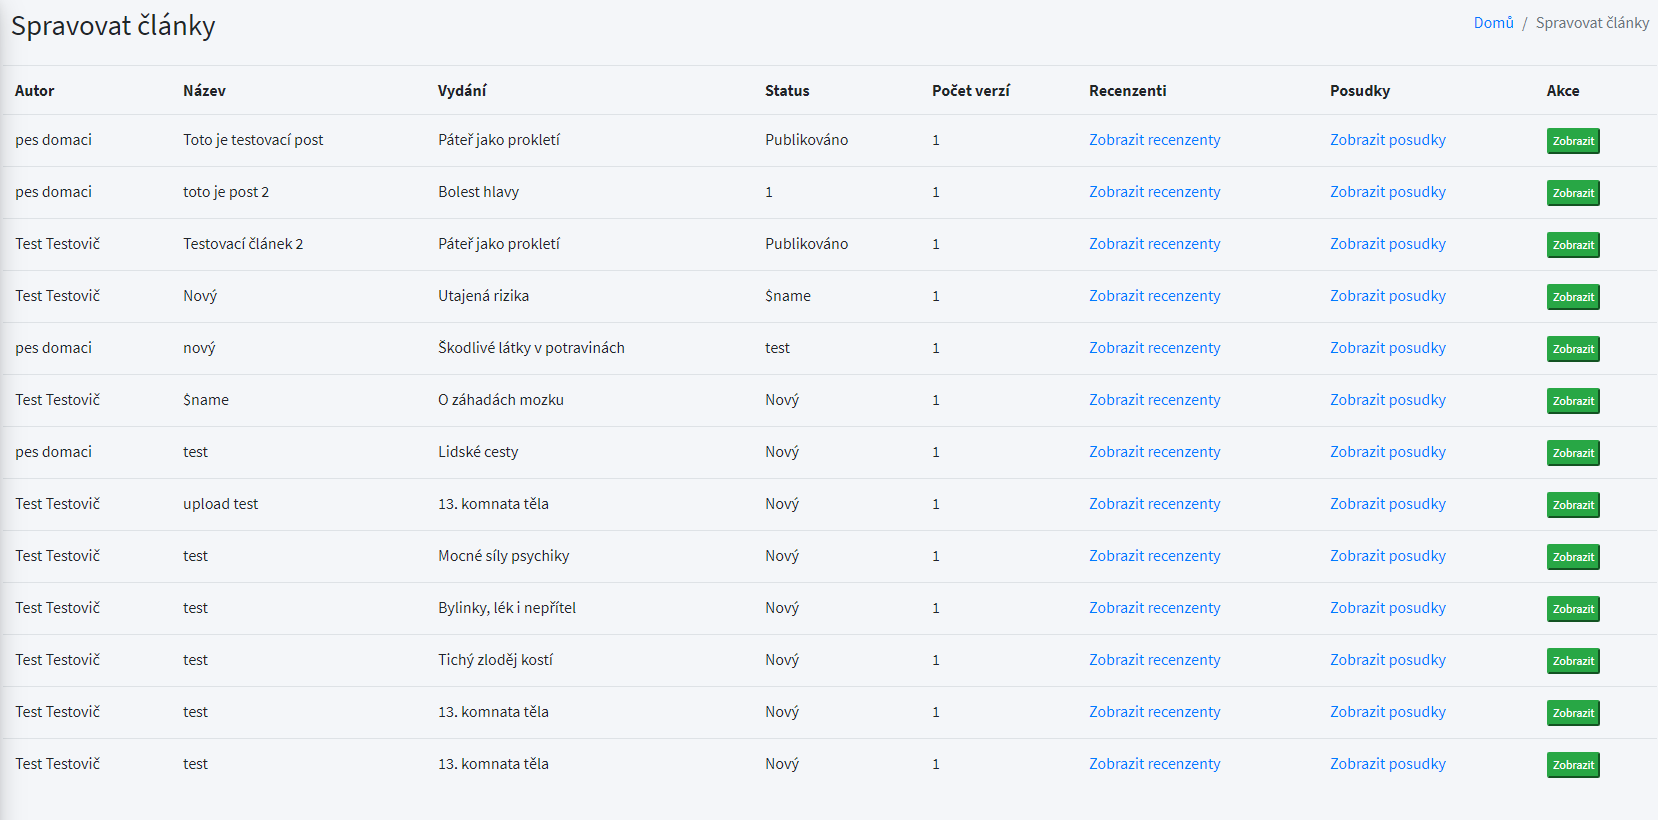 Spravovat články
Domů / Spravovat články
Autor Název Vydání Status Počet verzí Recenzenti Posudky Akce
pes domaci Toto je testovací post Páteř jako prokletí Publikováno 1 Zobrazit recenzenty Zobrazit posudky Zobrazit
pes domaci toto je post 2 Bolest hlavy 1 1 Zobrazit recenzenty Zobrazit posudky Zobrazit
Test Testovič Testovací článek 2 Páteř jako prokletí Publikováno 1 Zobrazit recenzenty Zobrazit posudky Zobrazit
Test Testovič Nový Utajená rizika $name 1 Zobrazit recenzenty Zobrazit posudky Zobrazit
pes domaci nový Škodlivé látky v potravinách test 1 Zobrazit recenzenty Zobrazit posudky Zobrazit
Test Testovič $name O záhadách mozku Nový 1 Zobrazit recenzenty Zobrazit posudky Zobrazit
pes domaci test Lidské cesty Nový 1 Zobrazit recenzenty Zobrazit posudky Zobrazit
Test Testovič upload test 13. komnata těla Nový 1 Zobrazit recenzenty Zobrazit posudky Zobrazit
Test Testovič test Mocné síly psychiky Nový 1 Zobrazit recenzenty Zobrazit posudky Zobrazit
Test Testovič test Bylinky, lék i nepřítel Nový 1 Zobrazit recenzenty Zobrazit posudky Zobrazit
Test Testovič test Tichý zloděj kostí Nový 1 Zobrazit recenzenty Zobrazit posudky Zobrazit
Test Testovič test 13. komnata těla Nový 1 Zobrazit recenzenty Zobrazit posudky Zobrazit
Test Testovič test 13. komnata těla Nový 1 Zobrazit recenzenty Zobrazit posudky Zobrazit